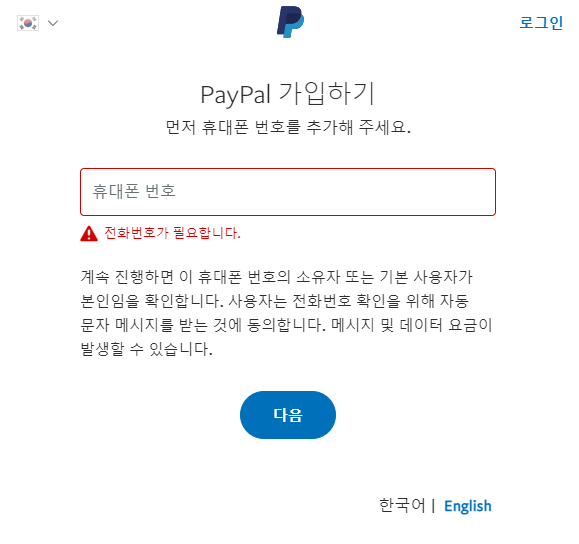 로그인
PayPal 가입하기
먼저 휴대폰 번호를 추가해 주세요.
휴대폰 번호
전화번호가 필요합니다.
계속 진행하면 이 휴대폰 번호의 소유자 또는 기본 사용자가
본인임을 확인합니다. 사용자는 전화번호 확인을 위해 자동
문자 메시지를 받는 것에 동의합니다. 메시지 및 데이터 요금이
발생할 수 있습니다.
다음
한국어 | English